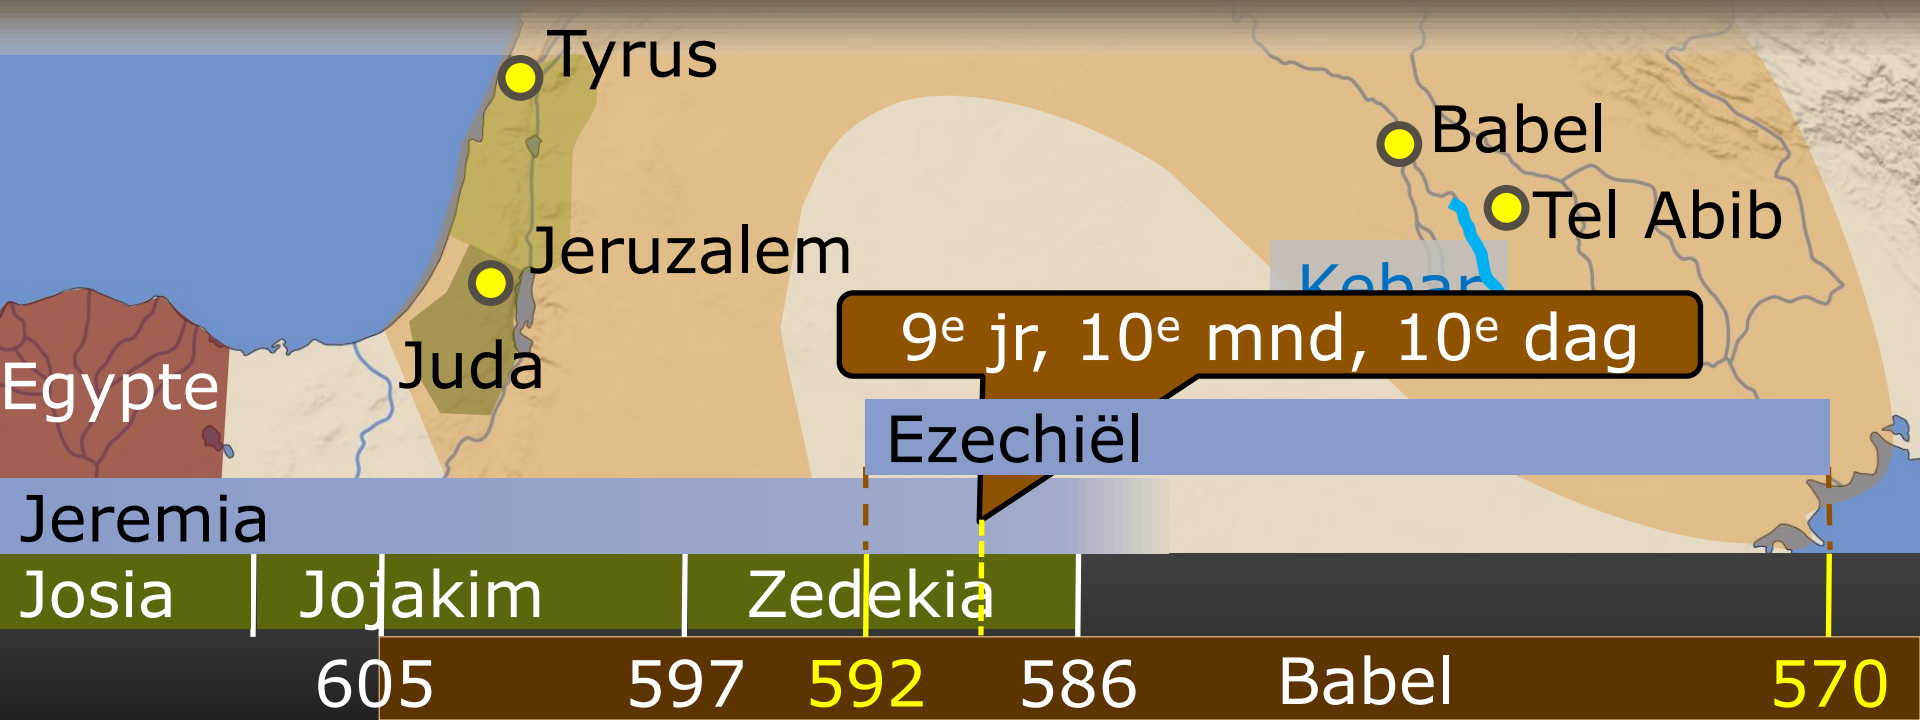 Tyrus
Babel
Tel Abib
Jeruzalem
Kebar
9e jr, 10e mnd, 10e dag
Juda
Egypte
Ezechiël
Jeremia
Josia
Jojakim
Zedekia
605
597
592
586
Babel
570